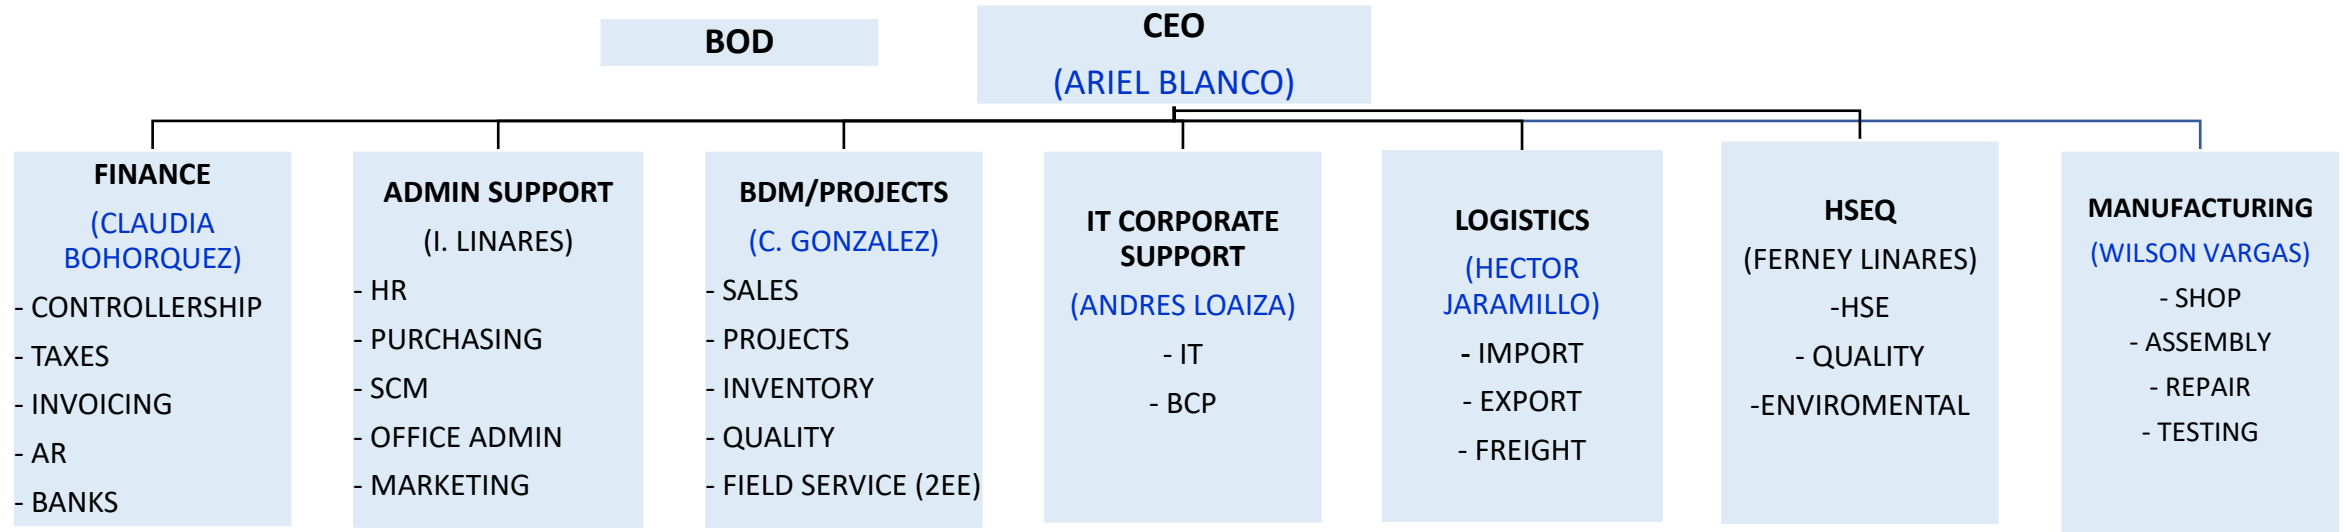 BOD
CEO
(ARIEL BLANCO)
FINANCE
(CLAUDIA
BOHORQUEZ)
- CONTROLLERSHIP
- TAXES
- INVOICING
- AR
- BANKS
ADMIN SUPPORT
(I. LINARES)
- HR
- PURCHASING
- SCM
- OFFICE ADMIN
- MARKETING
BDM/PROJECTS
(C. GONZALEZ)
- SALES
- PROJECTS
- INVENTORY
- QUALITY
- FIELD SERVICE (2EE)
IT CORPORATE
SUPPORT
(ANDRES LOAIZA)
- IT
- BCP
LOGISTICS
(HECTOR
JARAMILLO)
- IMPORT
- EXPORT
- FREIGHT
HSEQ
(FERNEY LINARES)
-HSE
- QUALITY
-ENVIROMENTAL
MANUFACTURING
(WILSON VARGAS)
- SHOP
- ASSEMBLY
- REPAIR
- TESTING